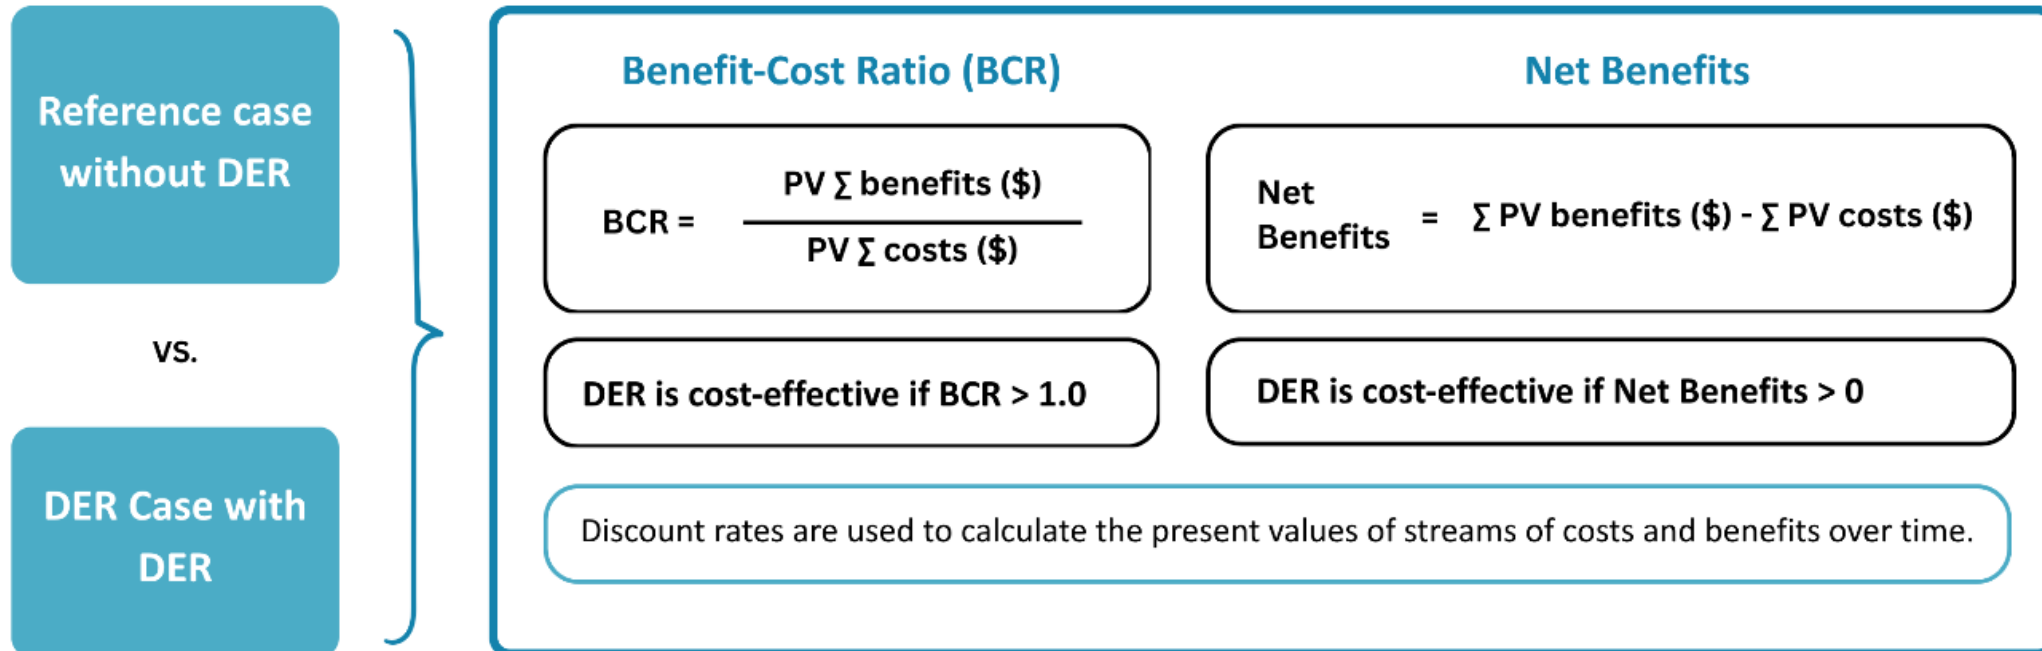 Reference case
without DER
vs.
DER Case with
DER
Benefit-Cost Ratio (BCR)
BCR =
PV ∑ benefits ($)
PV ∑ costs ($)
DER is cost-effective if BCR > 1.0
Net Benefits
Net
Benefits
= ∑ PV benefits ($) - ∑ PV costs ($)
DER is cost-effective if Net Benefits > 0
Discount rates are used to calculate the present values of streams of costs and benefits over time.